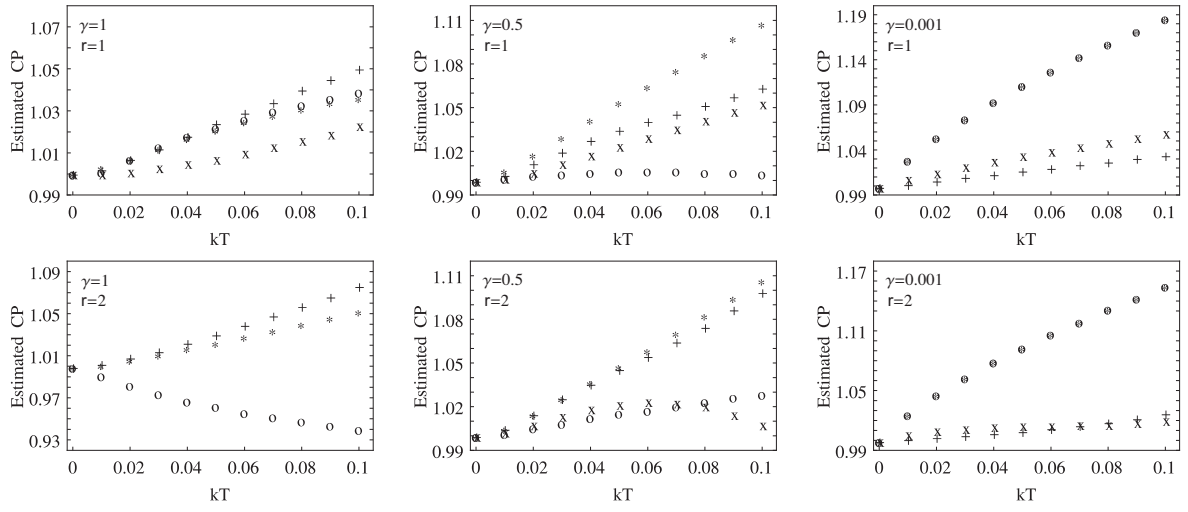 1.07
1.05
1.03
1.01
0.99
Estimated CP
γ=1
r=1
0 0.02 0.04 0.06 0.08 0.1
kT
1.11
1.08
1.05
1.02
0.99
Estimated CP
γ=0.5
r=1
0 0.02 0.04 0.06 0.08 0.1
kT
1.19
1.14
1.09
1.04
0.99
Estimated CP
γ=0.001
r=1
0 0.02 0.04 0.06 0.08 0.1
kT
1.09
1.05
1.01
0.97
0.93
Estimated CP
γ=1
r=2
0 0.02 0.04 0.06 0.08 0.1
kT
1.11
1.08
1.05
1.02
0.99
Estimated CP
γ=0.5
r=2
0 0.02 0.04 0.06 0.08 0.1
kT
1.17
1.11
1.05
0.99
Estimated CP
γ=0.001
r=2
0 0.02 0.04 0.06 0.08 0.1
kT